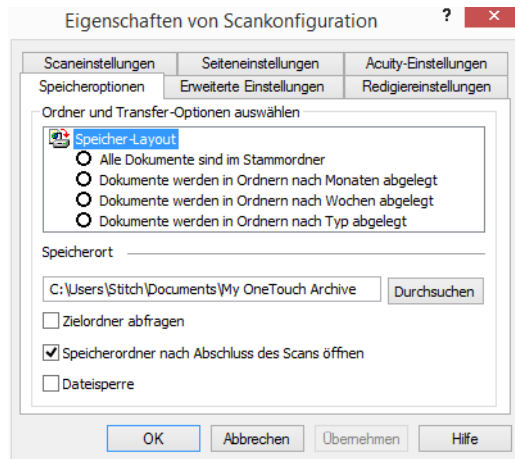 Eigenschaften von Scankonfiguration
? ×
Scaneinstellungen Seiteneinstellungen Acuity-Einstellungen
Speicheroptionen Erweiterte Einstellungen Redigiereinstellungen
Ordner und Transfer-Optionen auswählen
Speicher-Layout
Alle Dokumente sind im Stammordner
Dokumente werden in Ordnern nach Monaten abgelegt
Dokumente werden in Ordnern nach Wochen abgelegt
Dokumente werden in Ordnern nach Typ abgelegt
Speicherort
C:\Users\Stitch\Documents\My OneTouch Archive Durchsuchen
Zielordner abfragen
Speicherordner nach Abschluss des Scans öffnen
Dateisperre
OK Abbrechen Übernehmen Hilfe